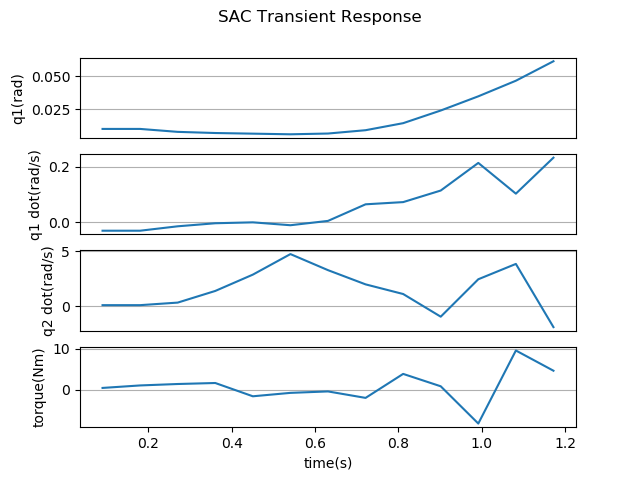 SAC Transient Response
q1(rad)
0.050
0.025
q1 dot(rad/s)
0.2
0.0
q2 dot(rad/s)
5
0
torque(Nm)
10
0
0.2 0.4 0.6 0.8 1.0 1.2
time(s)